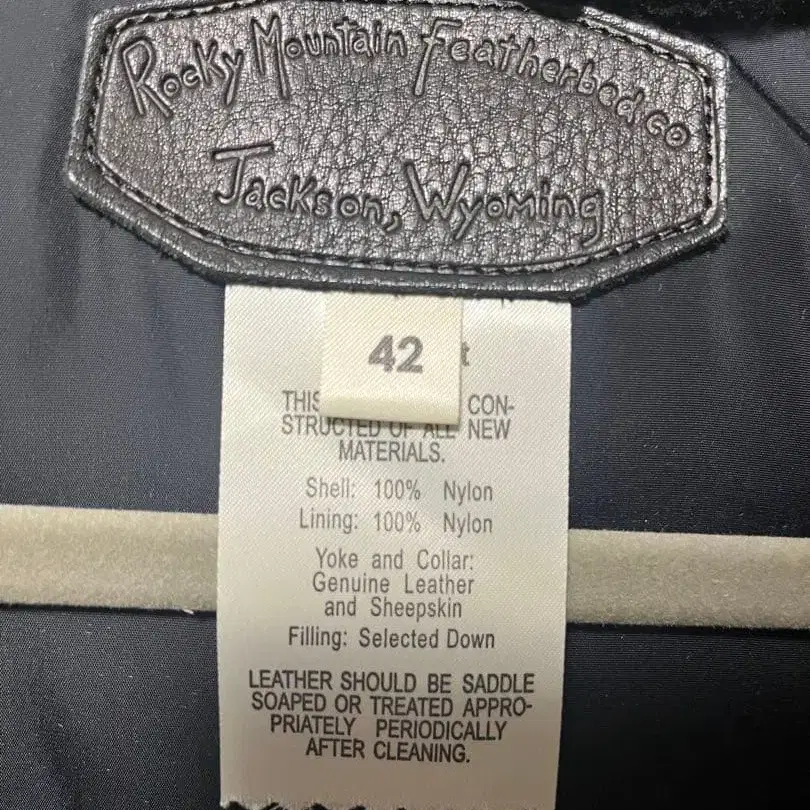 Rocky Mountain Featherbed co
Jackson, Wyoming
42 t
THIS CON-
STRUCTED OF ALL NEW
MATERIALS.
Shell: 100% Nylon
Lining: 100% Nylon
Yoke and Collar:
Genuine Leather
and Sheepskin
Filling: Selected Down
LEATHER SHOULD BE SADDLE
SOAPED OR TREATED APPRO-
PRIATELY PERIODICALLY
AFTER CLEANING.